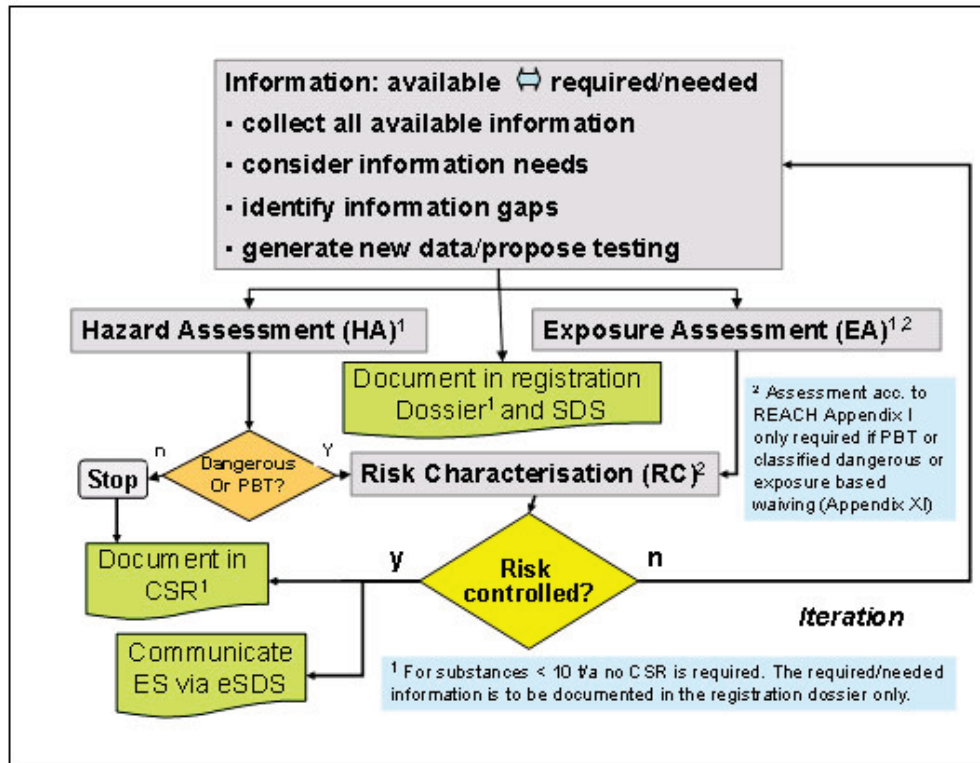 Information: available ⇔ required/needed
▪ collect all available information
▪ consider information needs
▪ identify information gaps
▪ generate new data/propose testing
Hazard Assessment (HA)¹
Exposure Assessment (EA)¹˒²
Document in registration
Dossier¹ and SDS
² Assessment acc. to
REACH Appendix I
only required if PBT or
classified dangerous or
exposure based
waiving (Appendix XI)
n
Dangerous
Or PBT?
Y
Stop
Risk Characterisation (RC)²
Document in
CSR¹
y
Risk
controlled?
n
Iteration
Communicate
ES via eSDS
¹ For substances < 10 t/a no CSR is required. The required/needed
information is to be documented in the registration dossier only.